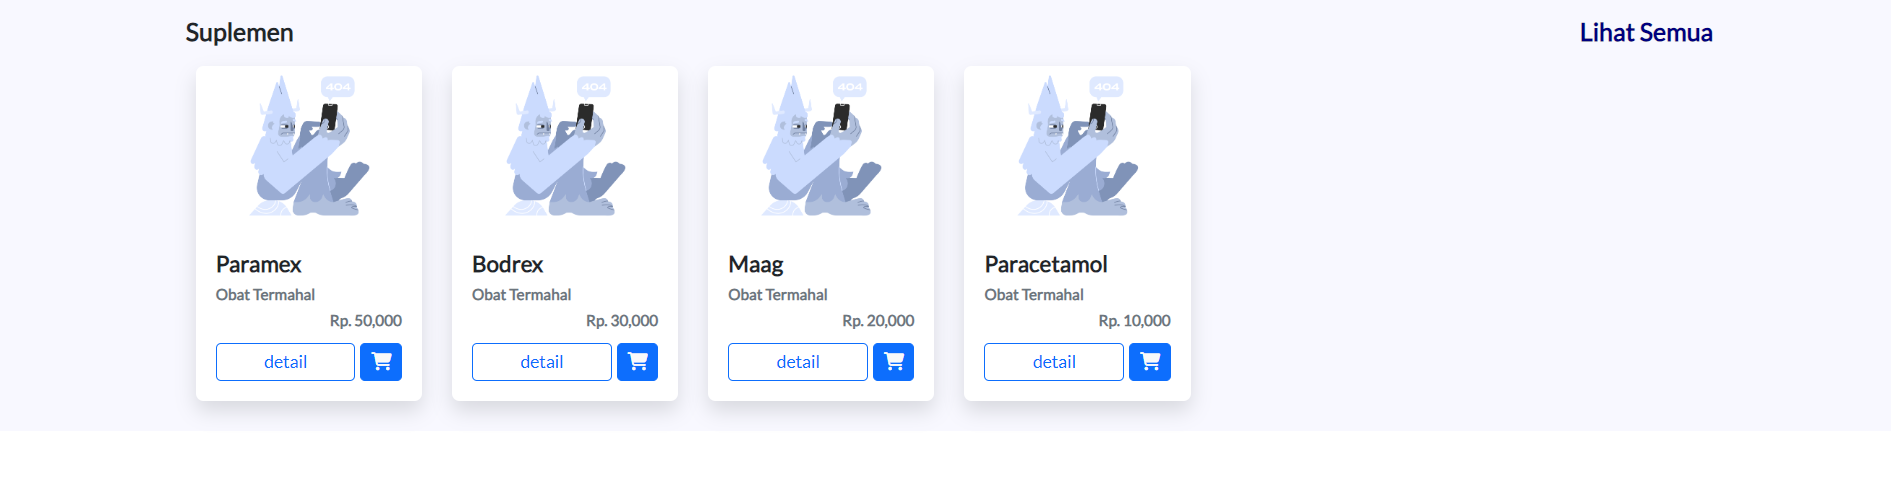 Suplemen
Lihat Semua
404
404
404
404
Paramex
Bodrex
Maag
Paracetamol
Obat Termahal
Obat Termahal
Obat Termahal
Obat Termahal
Rp. 50,000
Rp. 30,000
Rp. 20,000
Rp. 10,000
detail
detail
detail
detail